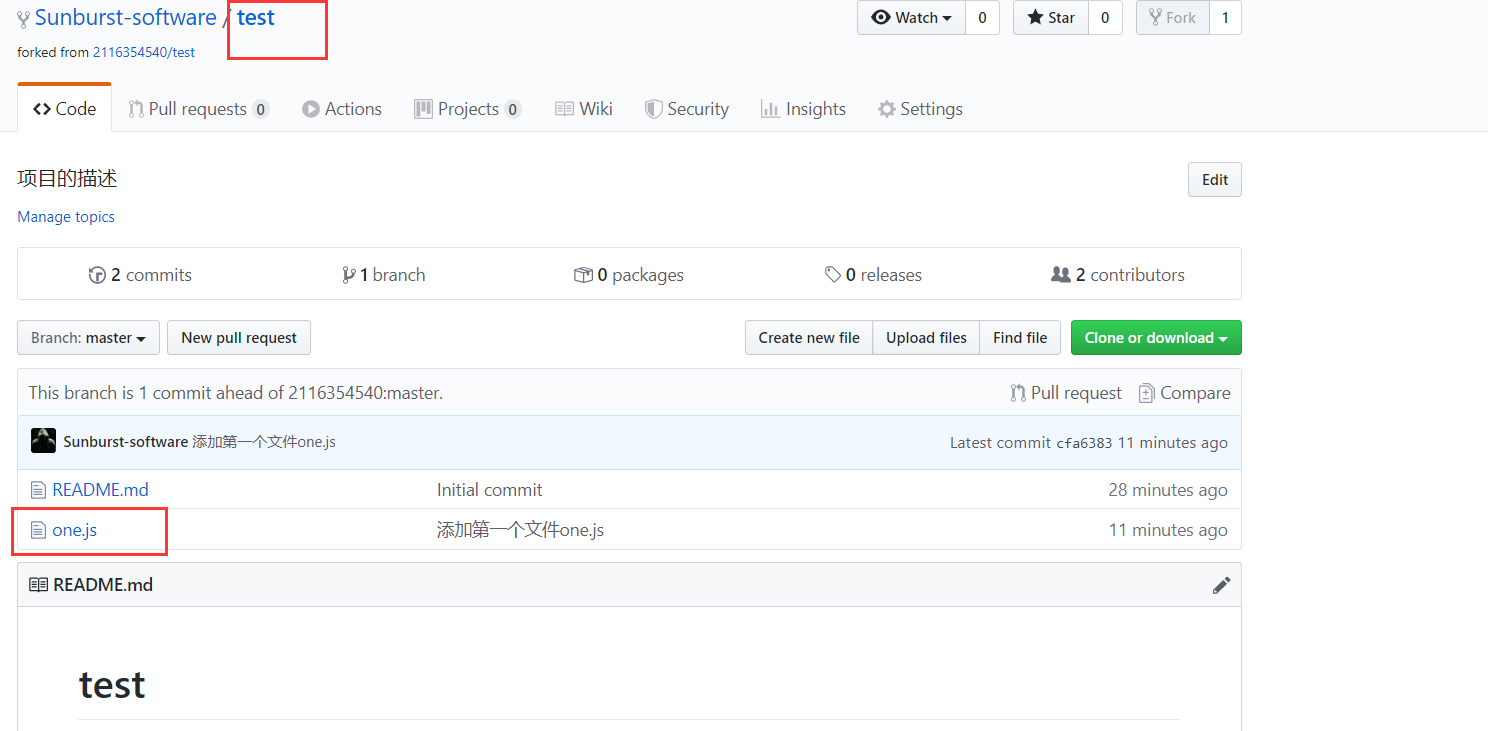 Sunburst-software / test
Watch 0 Star 0 Fork 1
forked from 2116354540/test
Code Pull requests 0 Actions Projects 0 Wiki Security Insights Settings
项目的描述
Edit
Manage topics
2 commits 1 branch 0 packages 0 releases 2 contributors
Branch: master New pull request Create new file Upload files Find file Clone or download
This branch is 1 commit ahead of 2116354540:master. Pull request Compare
Sunburst-software 添加第一个文件one.js Latest commit cfa6383 11 minutes ago
README.md Initial commit 28 minutes ago
one.js 添加第一个文件one.js 11 minutes ago
README.md
test